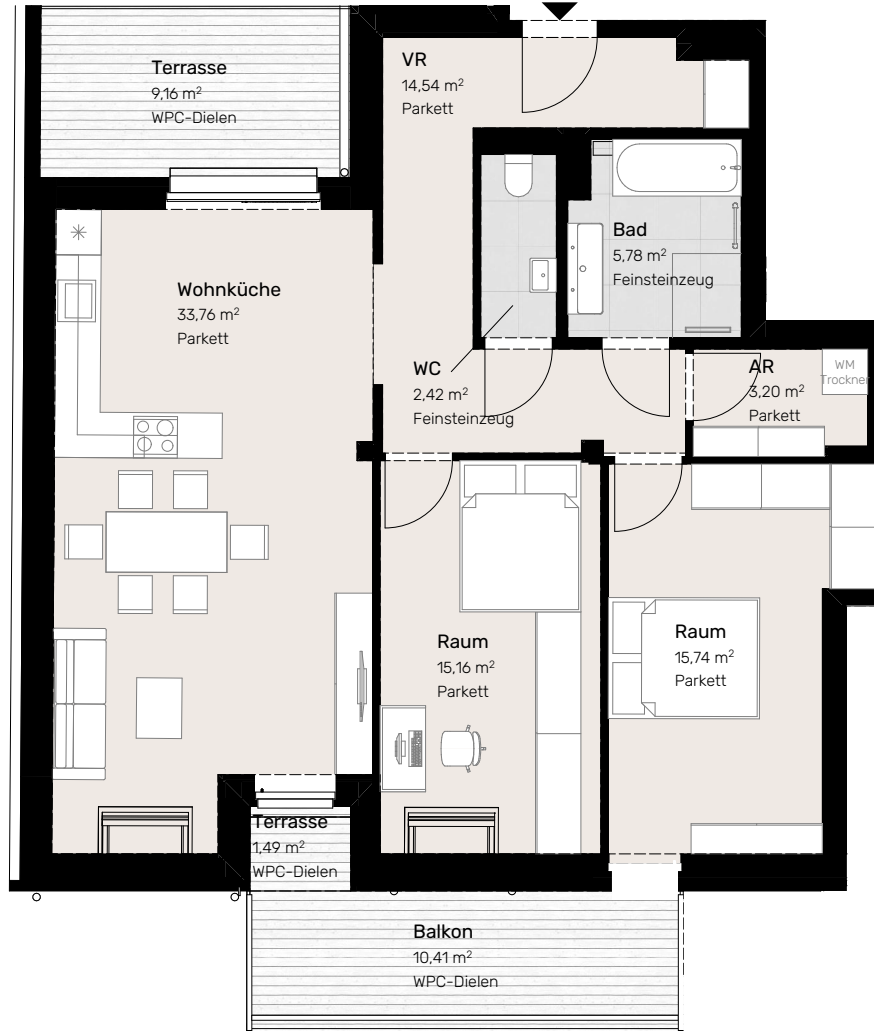 Terrasse
9,16 m²
WPC-Dielen
VR
14,54 m²
Parkett
Bad
5,78 m²
Feinsteinzeug
Wohnküche
33,76 m²
Parkett
WC
2,42 m²
Feinsteinzeug
AR
3,20 m²
Parkett
WM
Trockner
Raum
15,16 m²
Parkett
Raum
15,74 m²
Parkett
Terrasse
1,49 m²
WPC-Dielen
Balkon
10,41 m²
WPC-Dielen